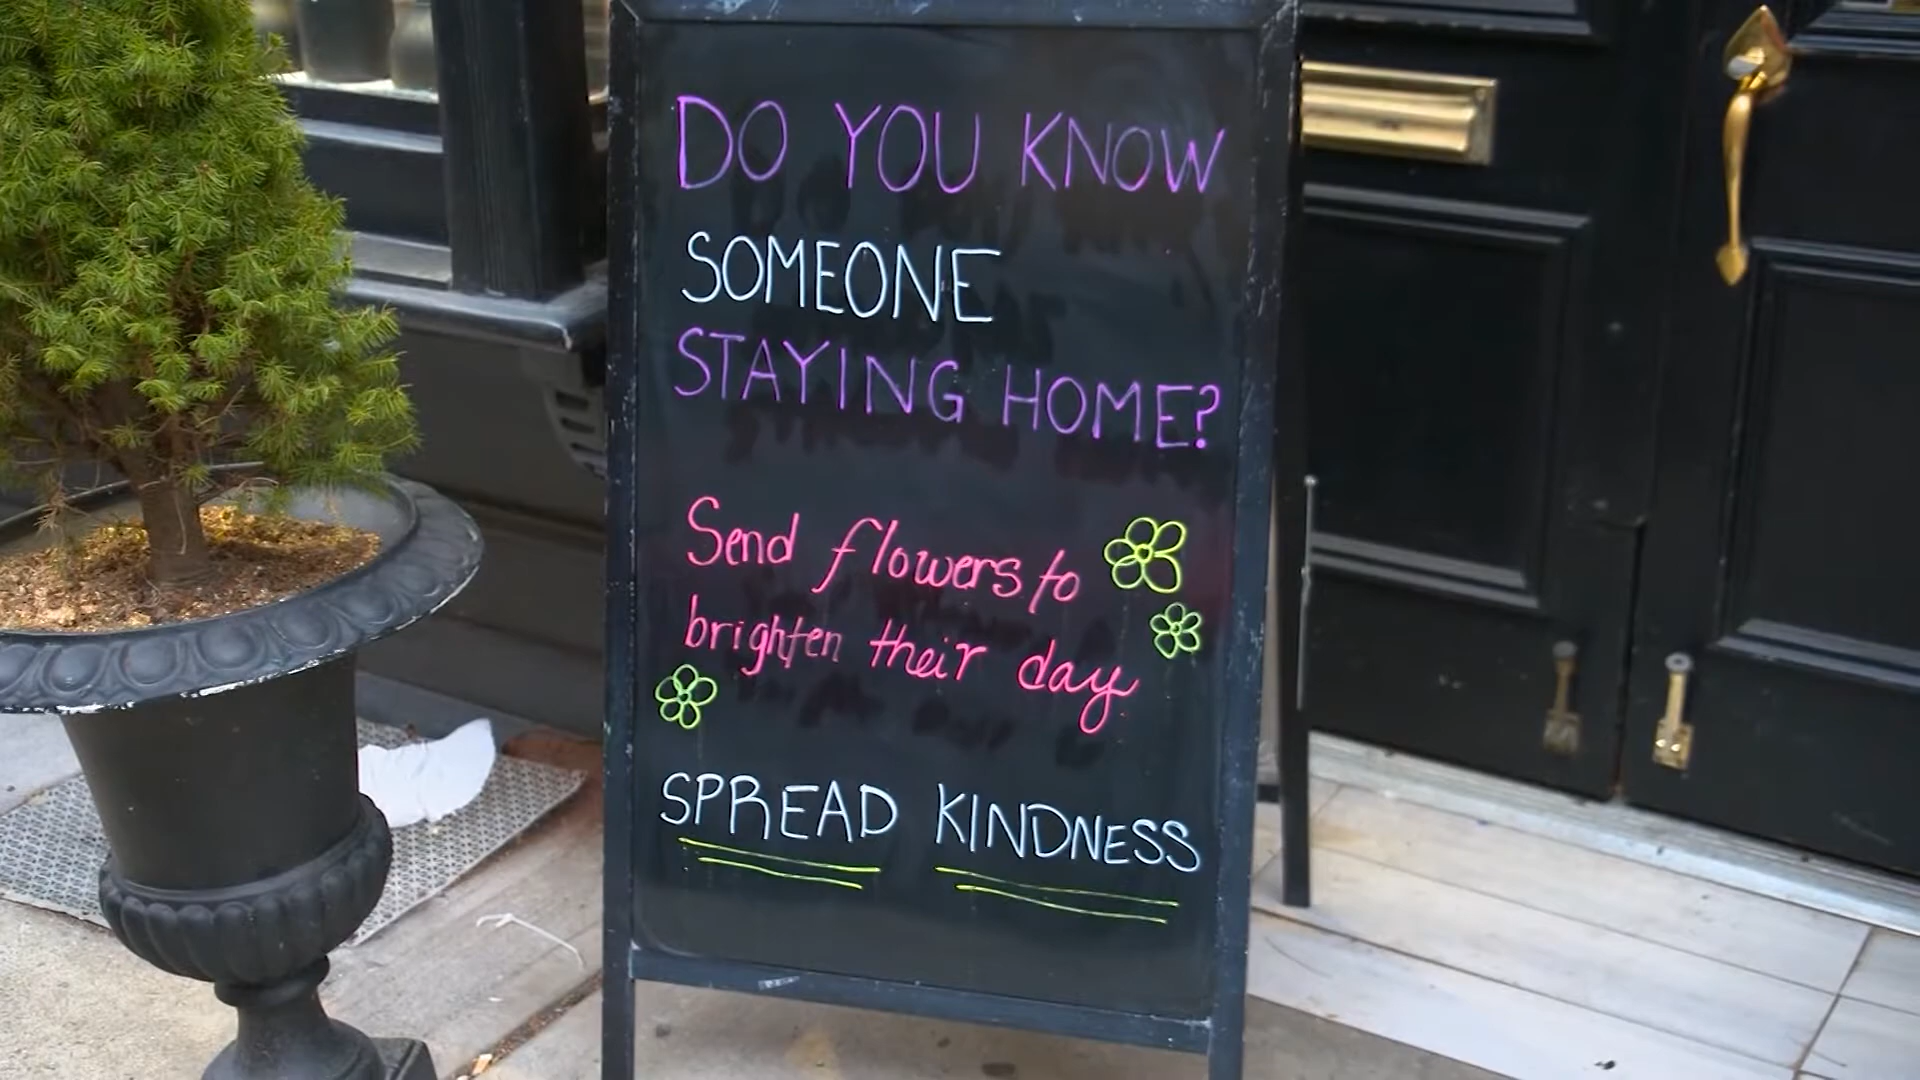 DO YOU KNOW
SOMEONE
STAYING HOME?
Send flowers to
brighten their day
SPREAD KINDNESS